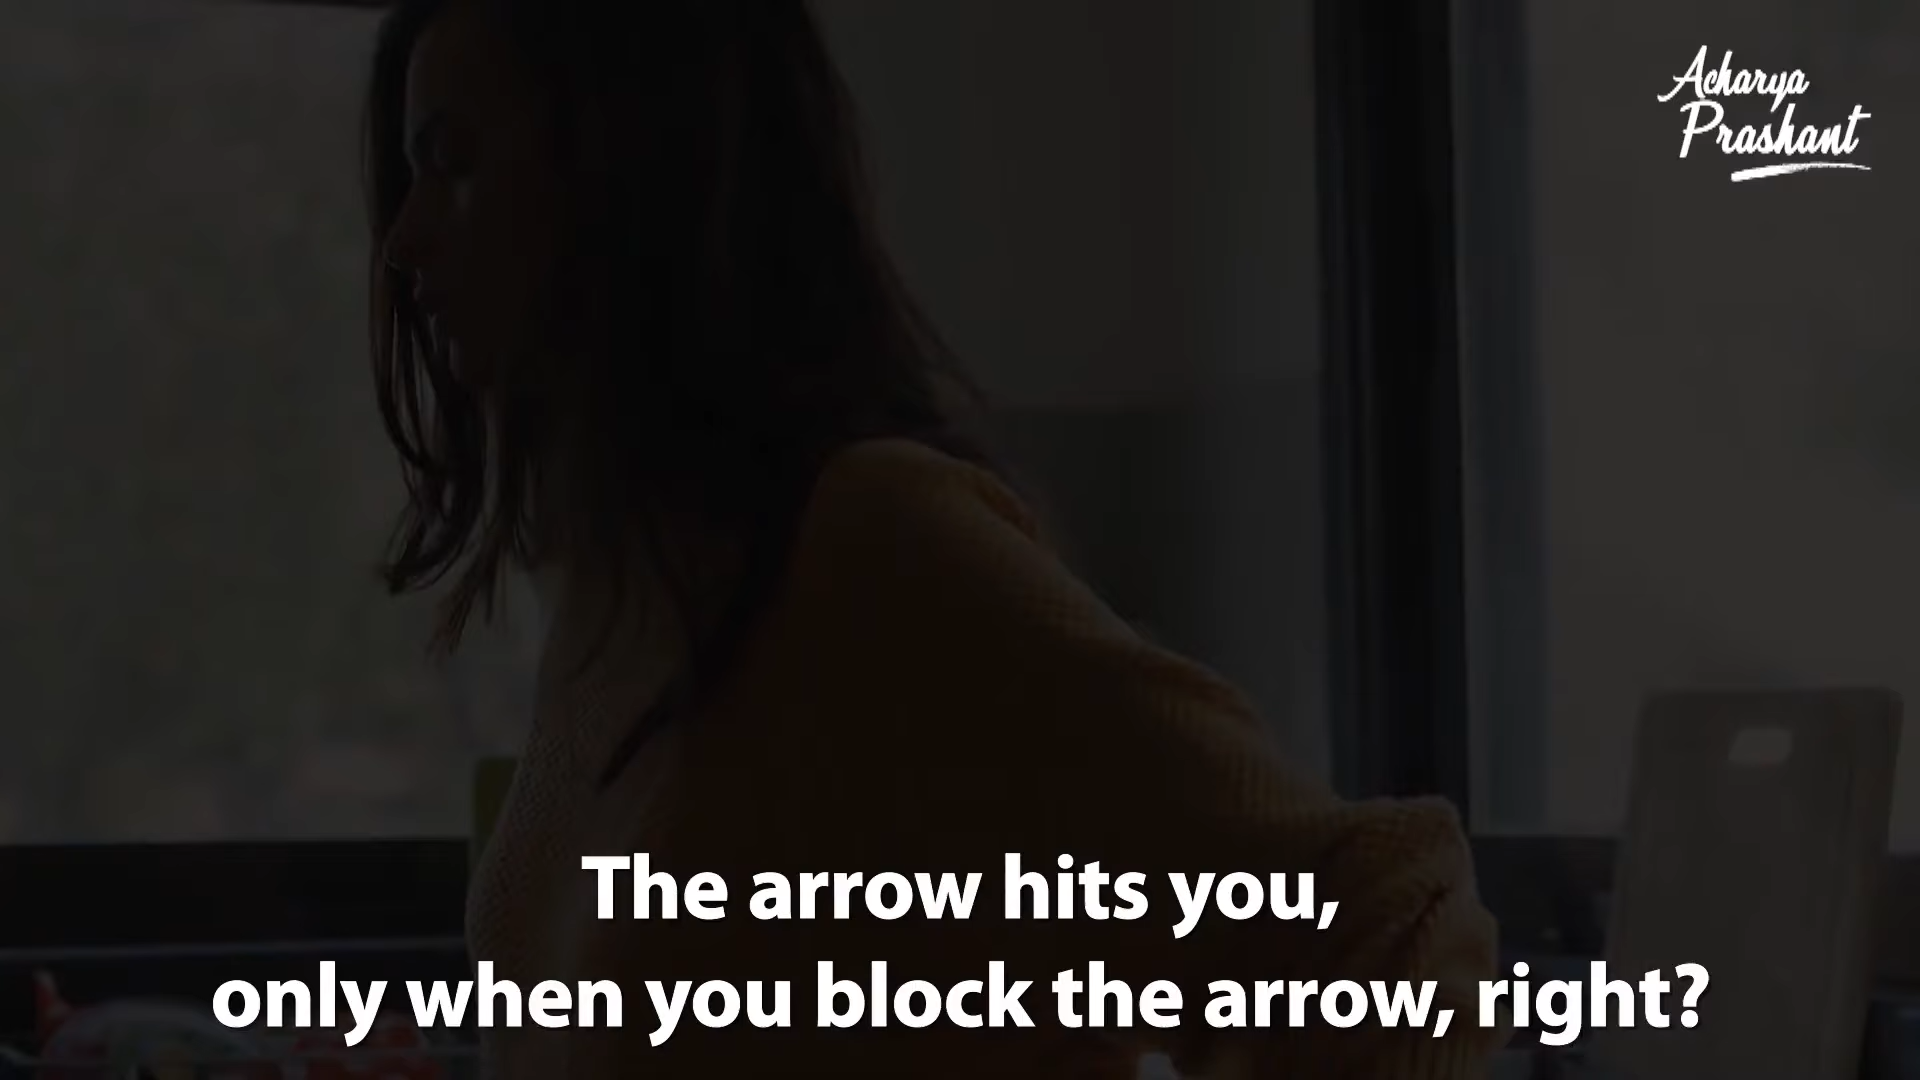 Acharya
Prashant
The arrow hits you,
only when you block the arrow, right?